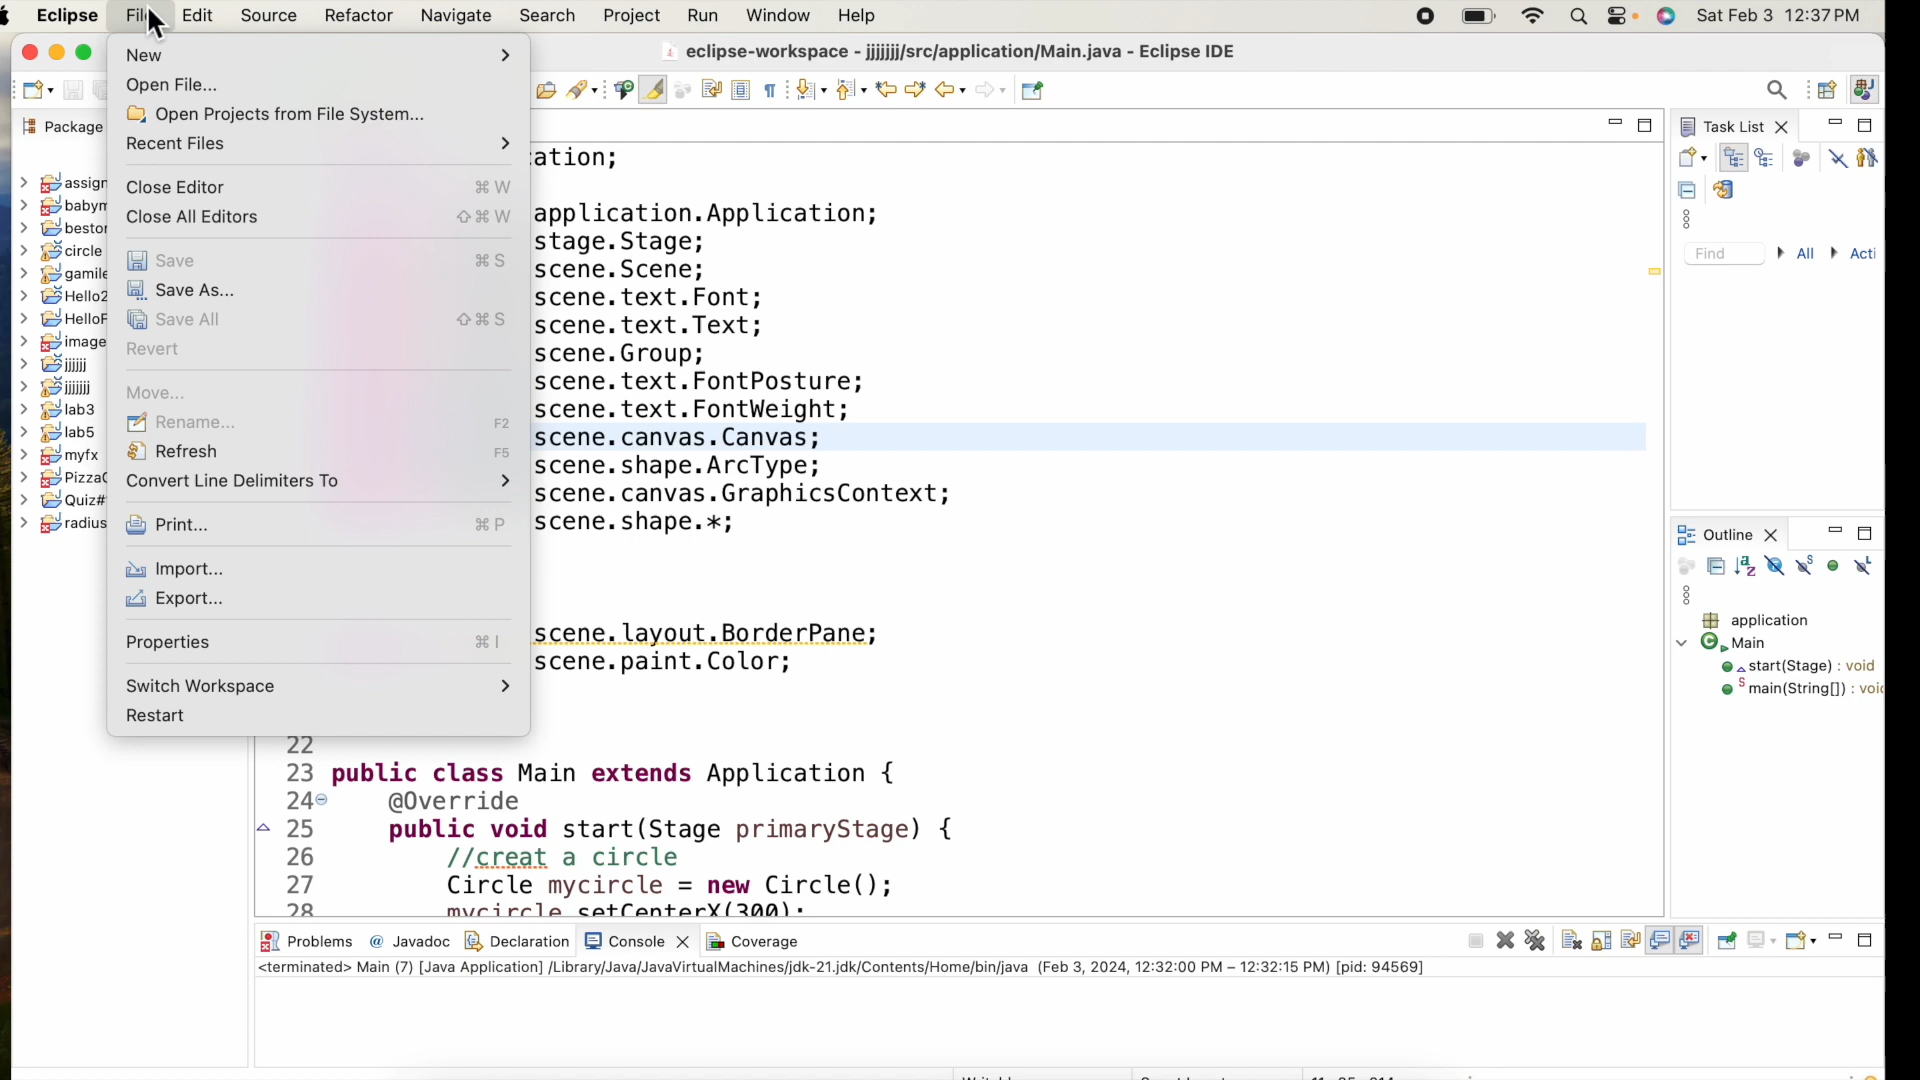 Eclipse File Edit Source Refactor Navigate Search Project Run Window Help Sat Feb 3 12:37 PM
eclipse-workspace - jjjjjjj/src/application/Main.java - Eclipse IDE
New
Open File...
Open Projects from File System...
Recent Files
Close Editor ⌘ W
Close All Editors ⇧ ⌘ W
Save ⌘ S
Save As...
Save All ⇧ ⌘ S
Revert
Move...
Rename... F2
Refresh F5
Convert Line Delimiters To
Print... ⌘ P
Import...
Export...
Properties ⌘ I
Switch Workspace
Restart
Package
assign
babym
bestor
circle
gamile
Hello2
HelloF
image
jjjjjj
jjjjjjj
lab3
lab5
myfx
PizzaC
Quiz#
radius
ation;
application.Application;
stage.Stage;
scene.Scene;
scene.text.Font;
scene.text.Text;
scene.Group;
scene.text.FontPosture;
scene.text.FontWeight;
scene.canvas.Canvas;
scene.shape.ArcType;
scene.canvas.GraphicsContext;
scene.shape.*;
scene.layout.BorderPane;
scene.paint.Color;
22
23 public class Main extends Application {
24 @Override
25 public void start(Stage primaryStage) {
26 //creat a circle
27 Circle mycircle = new Circle();
28 mycircle.setCenterX(300);
Task List
Find All Acti
Outline
application
Main
start(Stage) : void
main(String[]) : voi
Problems @ Javadoc Declaration Console Coverage
<terminated> Main (7) [Java Application] /Library/Java/JavaVirtualMachines/jdk-21.jdk/Contents/Home/bin/java (Feb 3, 2024, 12:32:00 PM – 12:32:15 PM) [pid: 94569]